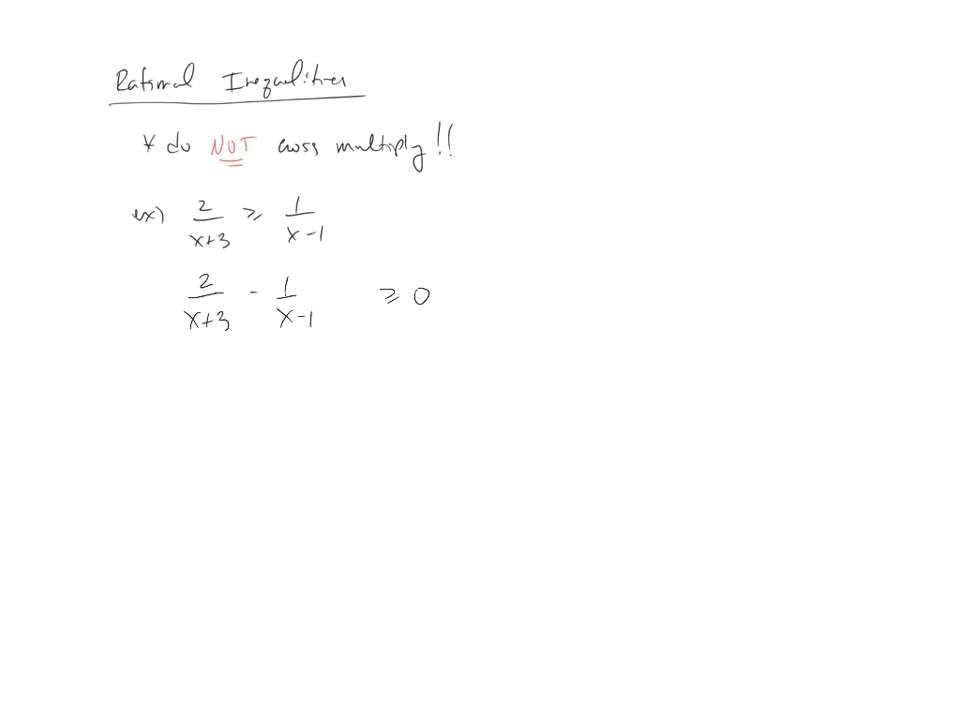 Rational Inequalities
* do NOT cross multiply!!
ex) 2/(x+3) ≥ 1/(x-1)
2/(x+3) - 1/(x-1) ≥ 0